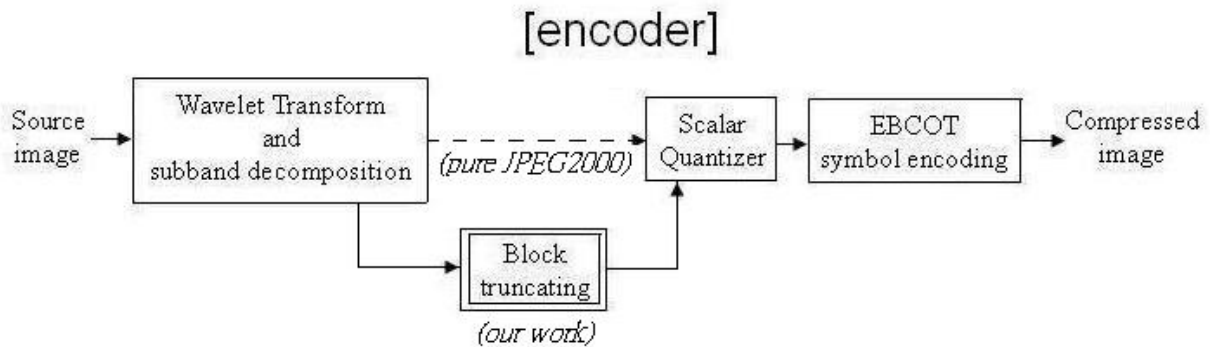 [encoder]
Source
image
Wavelet Transform
and
subband decomposition
(pure JPEG2000)
Scalar
Quantizer
EBCOT
symbol encoding
Compressed
image
Block
truncating
(our work)